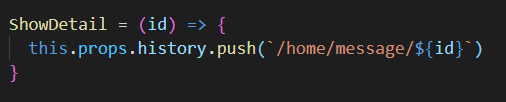 ShowDetail = (id) => {
  this.props.history.push(`/home/message/${id}`)
}